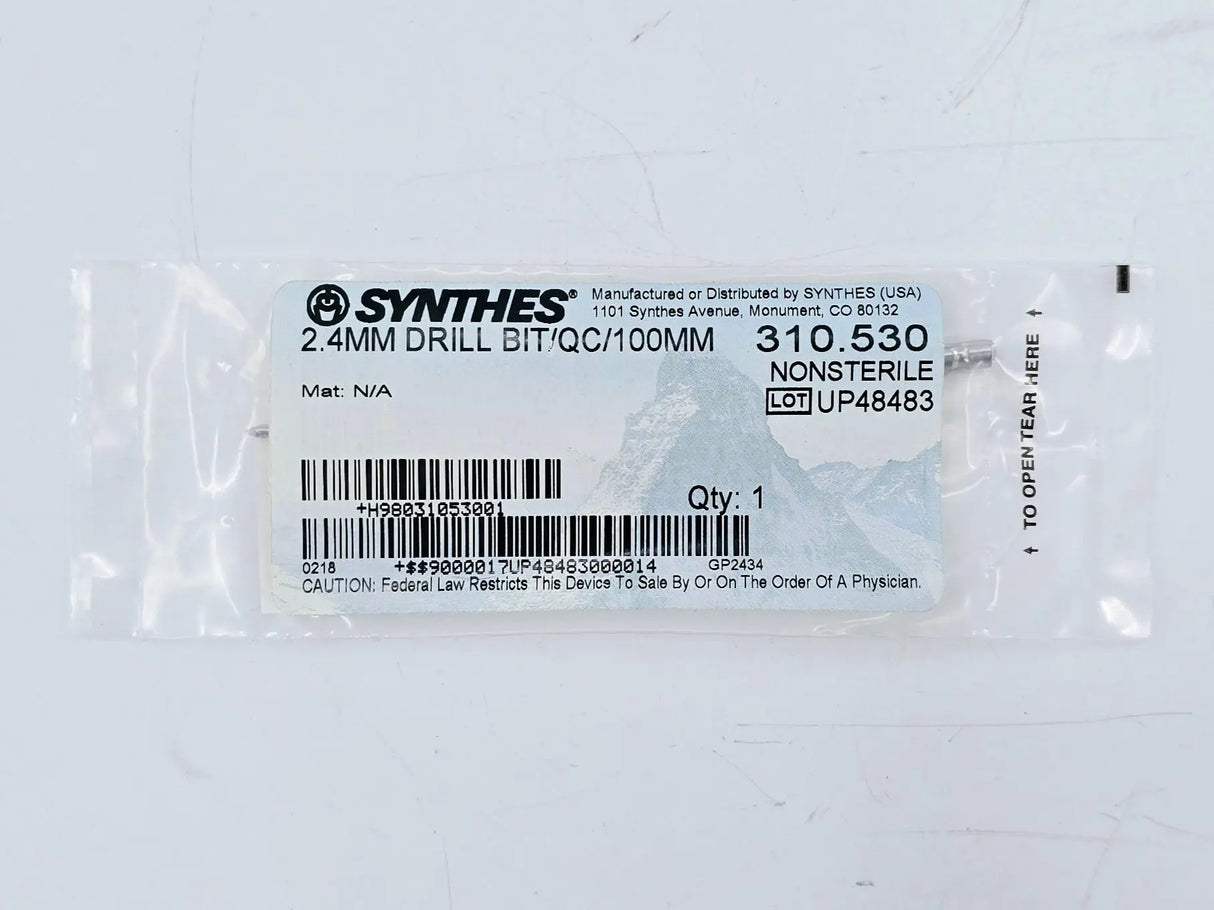 SYNTHES®
Manufactured or Distributed by SYNTHES (USA)
1101 Synthes Avenue, Monument, CO 80132
2.4MM DRILL BIT/QC/100MM 310.530
NONSTERILE
Mat: N/A
LOT UP48483
+H98031053001
Qty: 1
0218 +$$9000017UP48483000014 GP2434
CAUTION: Federal Law Restricts This Device To Sale By Or On The Order Of A Physician.
TO OPEN TEAR HERE